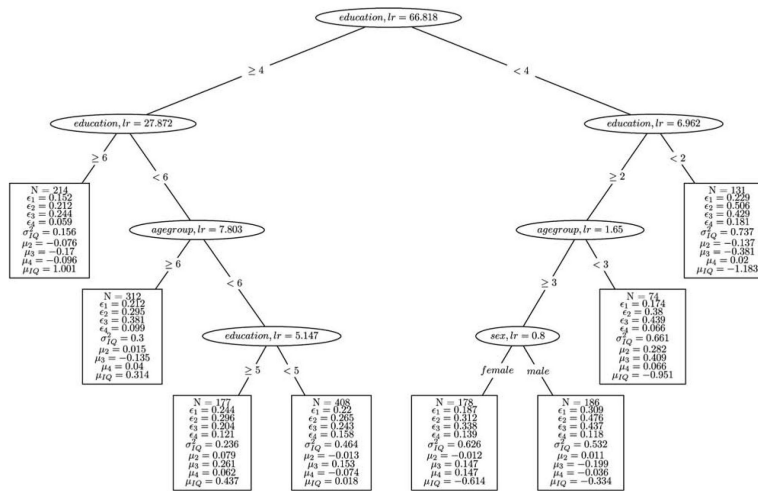 education, lr = 66.818
≥ 4
< 4
education, lr = 27.872
education, lr = 6.962
≥ 6
< 6
≥ 2
< 2
N = 214
ϵ1 = 0.152
ϵ2 = 0.212
ϵ3 = 0.244
ϵ4 = 0.059
σ²IQ = 0.156
μ2 = −0.076
μ3 = −0.17
μ4 = −0.096
μIQ = 1.001
agegroup, lr = 7.803
agegroup, lr = 1.65
N = 131
ϵ1 = 0.229
ϵ2 = 0.506
ϵ3 = 0.429
ϵ4 = 0.181
σ²IQ = 0.737
μ2 = −0.137
μ3 = −0.381
μ4 = 0.02
μIQ = −1.183
≥ 6
< 6
≥ 3
< 3
N = 312
ϵ1 = 0.212
ϵ2 = 0.295
ϵ3 = 0.381
ϵ4 = 0.099
σ²IQ = 0.3
μ2 = 0.015
μ3 = −0.135
μ4 = 0.04
μIQ = 0.314
education, lr = 5.147
sex, lr = 0.8
N = 74
ϵ1 = 0.174
ϵ2 = 0.38
ϵ3 = 0.439
ϵ4 = 0.066
σ²IQ = 0.661
μ2 = 0.282
μ3 = 0.409
μ4 = 0.066
μIQ = −0.951
≥ 5
< 5
female
male
N = 177
ϵ1 = 0.244
ϵ2 = 0.296
ϵ3 = 0.204
ϵ4 = 0.121
σ²IQ = 0.236
μ2 = 0.079
μ3 = 0.261
μ4 = 0.062
μIQ = 0.437
N = 408
ϵ1 = 0.22
ϵ2 = 0.265
ϵ3 = 0.243
ϵ4 = 0.158
σ²IQ = 0.464
μ2 = −0.013
μ3 = 0.153
μ4 = −0.074
μIQ = 0.018
N = 178
ϵ1 = 0.187
ϵ2 = 0.312
ϵ3 = 0.338
ϵ4 = 0.139
σ²IQ = 0.626
μ2 = −0.012
μ3 = 0.147
μ4 = 0.147
μIQ = −0.614
N = 186
ϵ1 = 0.309
ϵ2 = 0.476
ϵ3 = 0.437
ϵ4 = 0.118
σ²IQ = 0.532
μ2 = 0.011
μ3 = −0.199
μ4 = −0.036
μIQ = −0.334